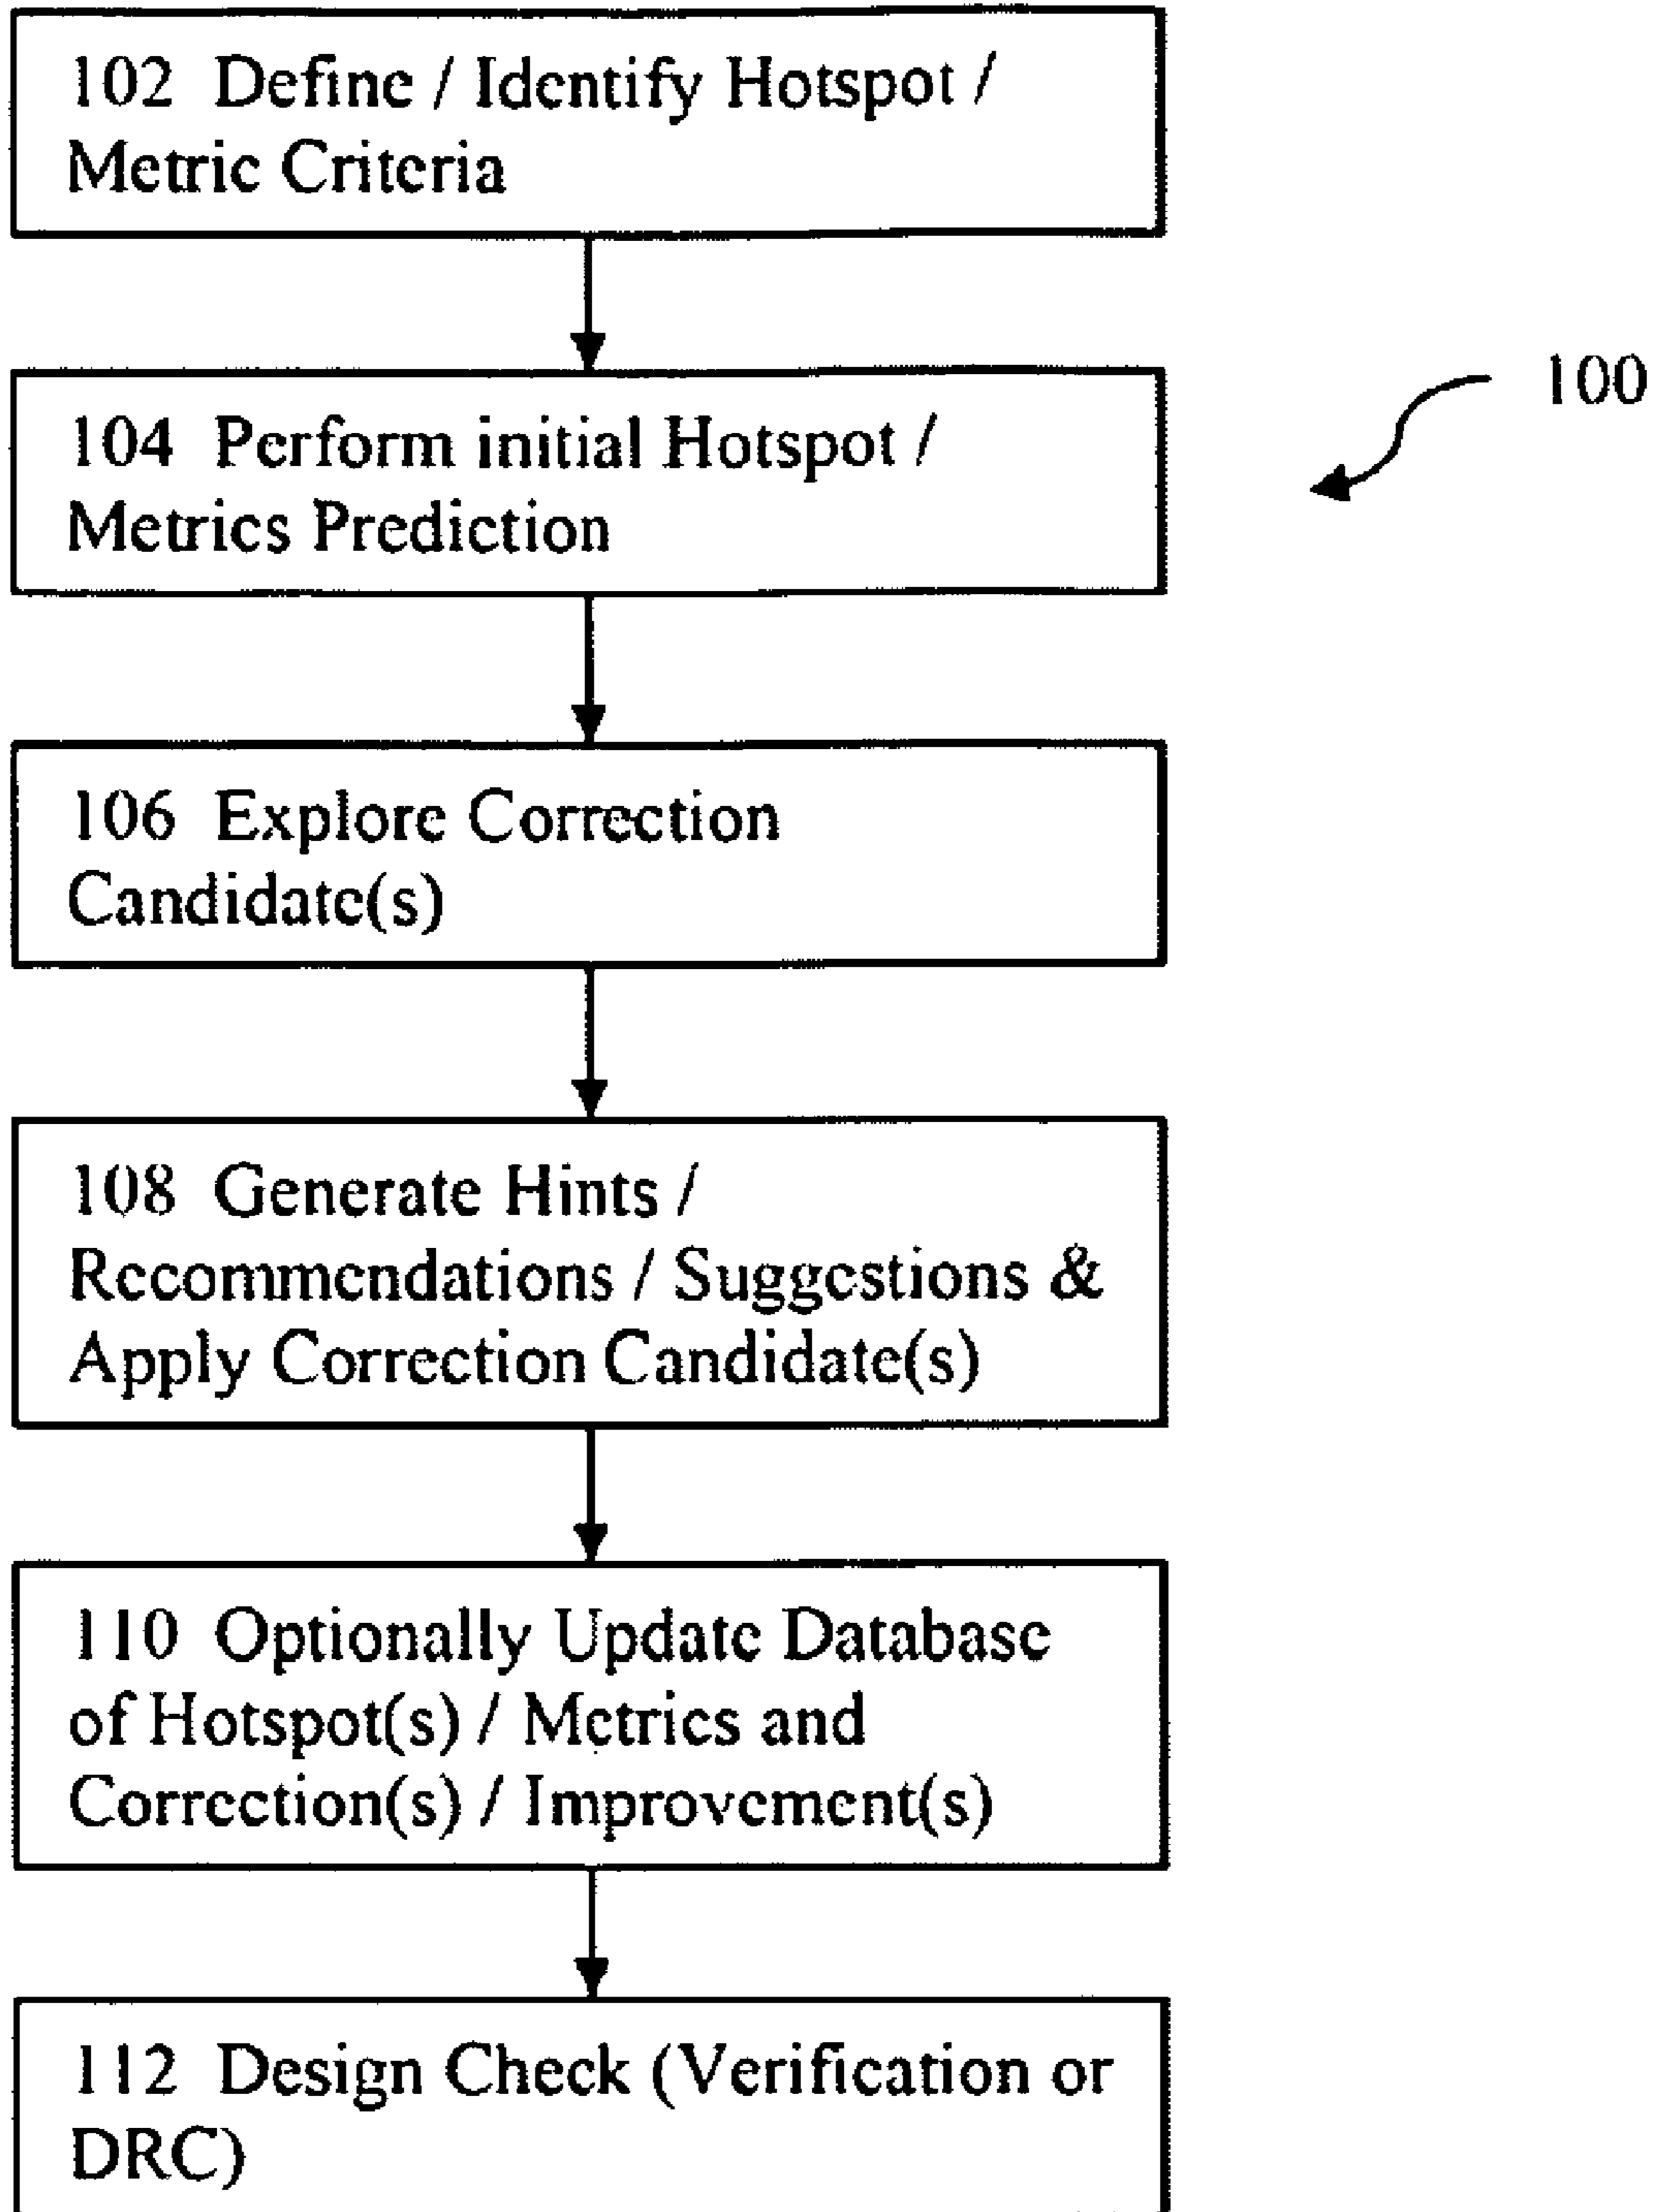 102 Define / Identify Hotspot /
Metric Criteria
104 Perform initial Hotspot /
Metrics Prediction
100
106 Explore Correction
Candidate(s)
108 Generate Hints /
Recommendations / Suggestions &
Apply Correction Candidate(s)
110 Optionally Update Database
of Hotspot(s) / Metrics and
Correction(s) / Improvement(s)
112 Design Check (Verification or
DRC)